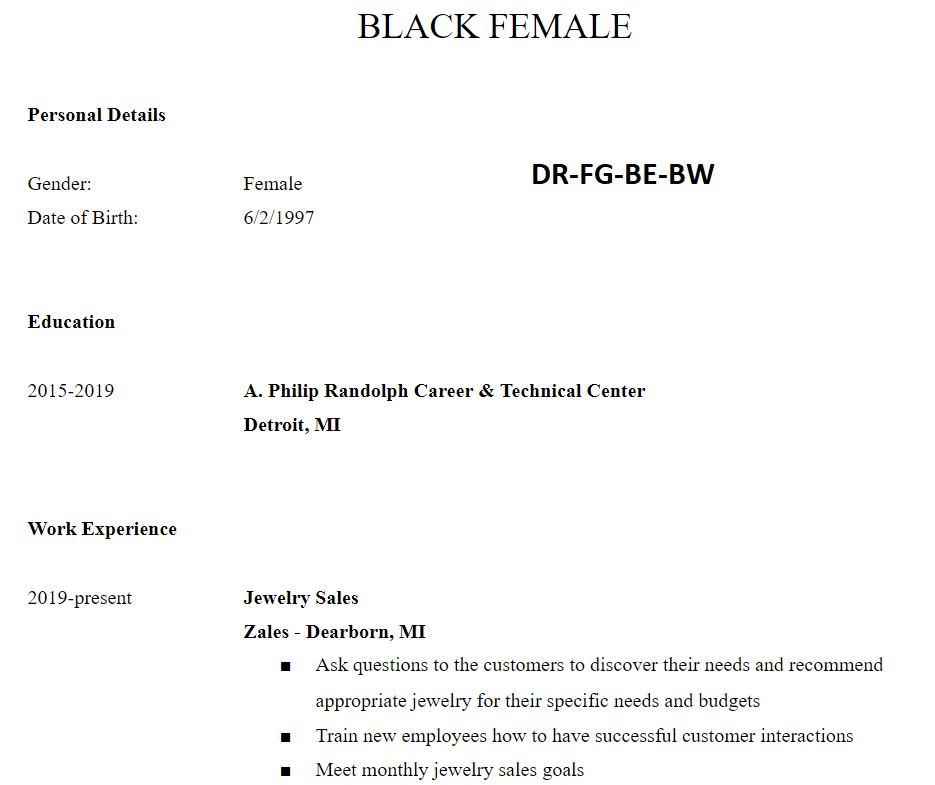 BLACK FEMALE
Personal Details
DR-FG-BE-BW
Gender: Female
Date of Birth: 6/2/1997
Education
2015-2019 A. Philip Randolph Career & Technical Center
Detroit, MI
Work Experience
2019-present Jewelry Sales
Zales - Dearborn, MI
■ Ask questions to the customers to discover their needs and recommend
appropriate jewelry for their specific needs and budgets
■ Train new employees how to have successful customer interactions
■ Meet monthly jewelry sales goals